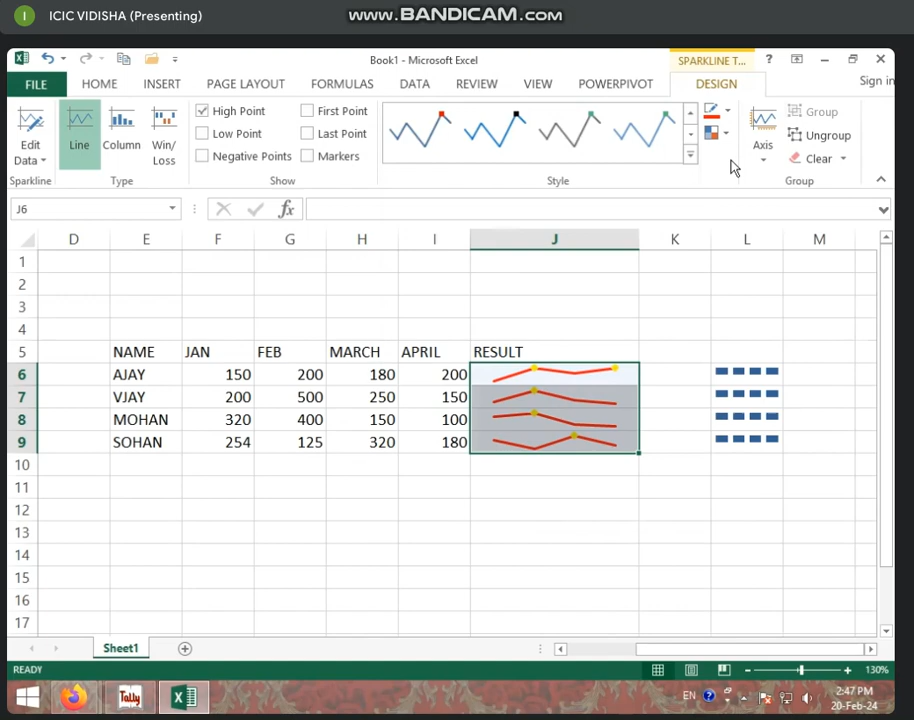 I ICIC VIDISHA (Presenting)
www.BANDICAM.com
Book1 - Microsoft Excel
SPARKLINE T...
?
FILE HOME INSERT PAGE LAYOUT FORMULAS DATA REVIEW VIEW POWERPIVOT DESIGN Sign in
Edit Data
Line
Column
Win/Loss
High Point
First Point
Low Point
Last Point
Negative Points
Markers
Axis
Group
Ungroup
Clear
Sparkline Type Show Style Group
J6
fx
D E F G H I J K L M
1
2
3
4
5 NAME JAN FEB MARCH APRIL RESULT
6 AJAY 150 200 180 200
7 VJAY 200 500 250 150
8 MOHAN 320 400 150 100
9 SOHAN 254 125 320 180
10
11
12
13
14
15
16
17
Sheet1
READY 130%
Tally
EN ? 2:47 PM
20-Feb-24